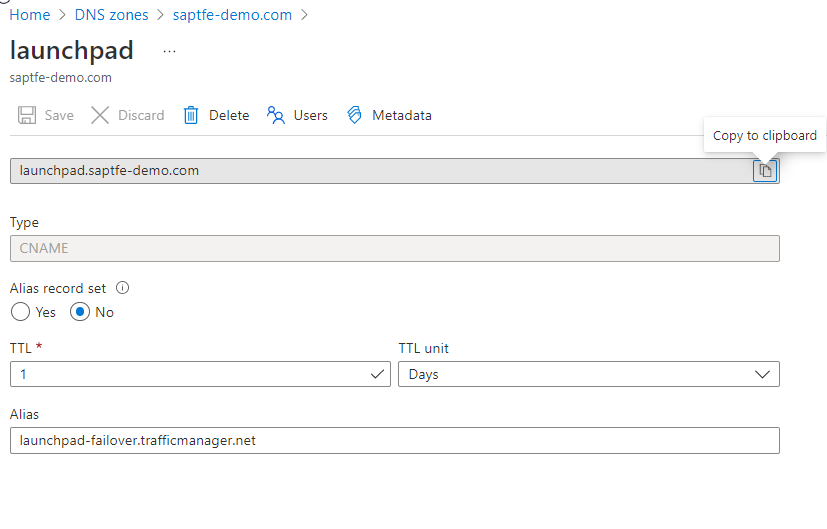 Home > DNS zones > saptfe-demo.com >
launchpad ...
saptfe-demo.com
Save Discard Delete Users Metadata
Copy to clipboard
launchpad.saptfe-demo.com
Type
CNAME
Alias record set
Yes No
TTL * TTL unit
1 Days
Alias
launchpad-failover.trafficmanager.net